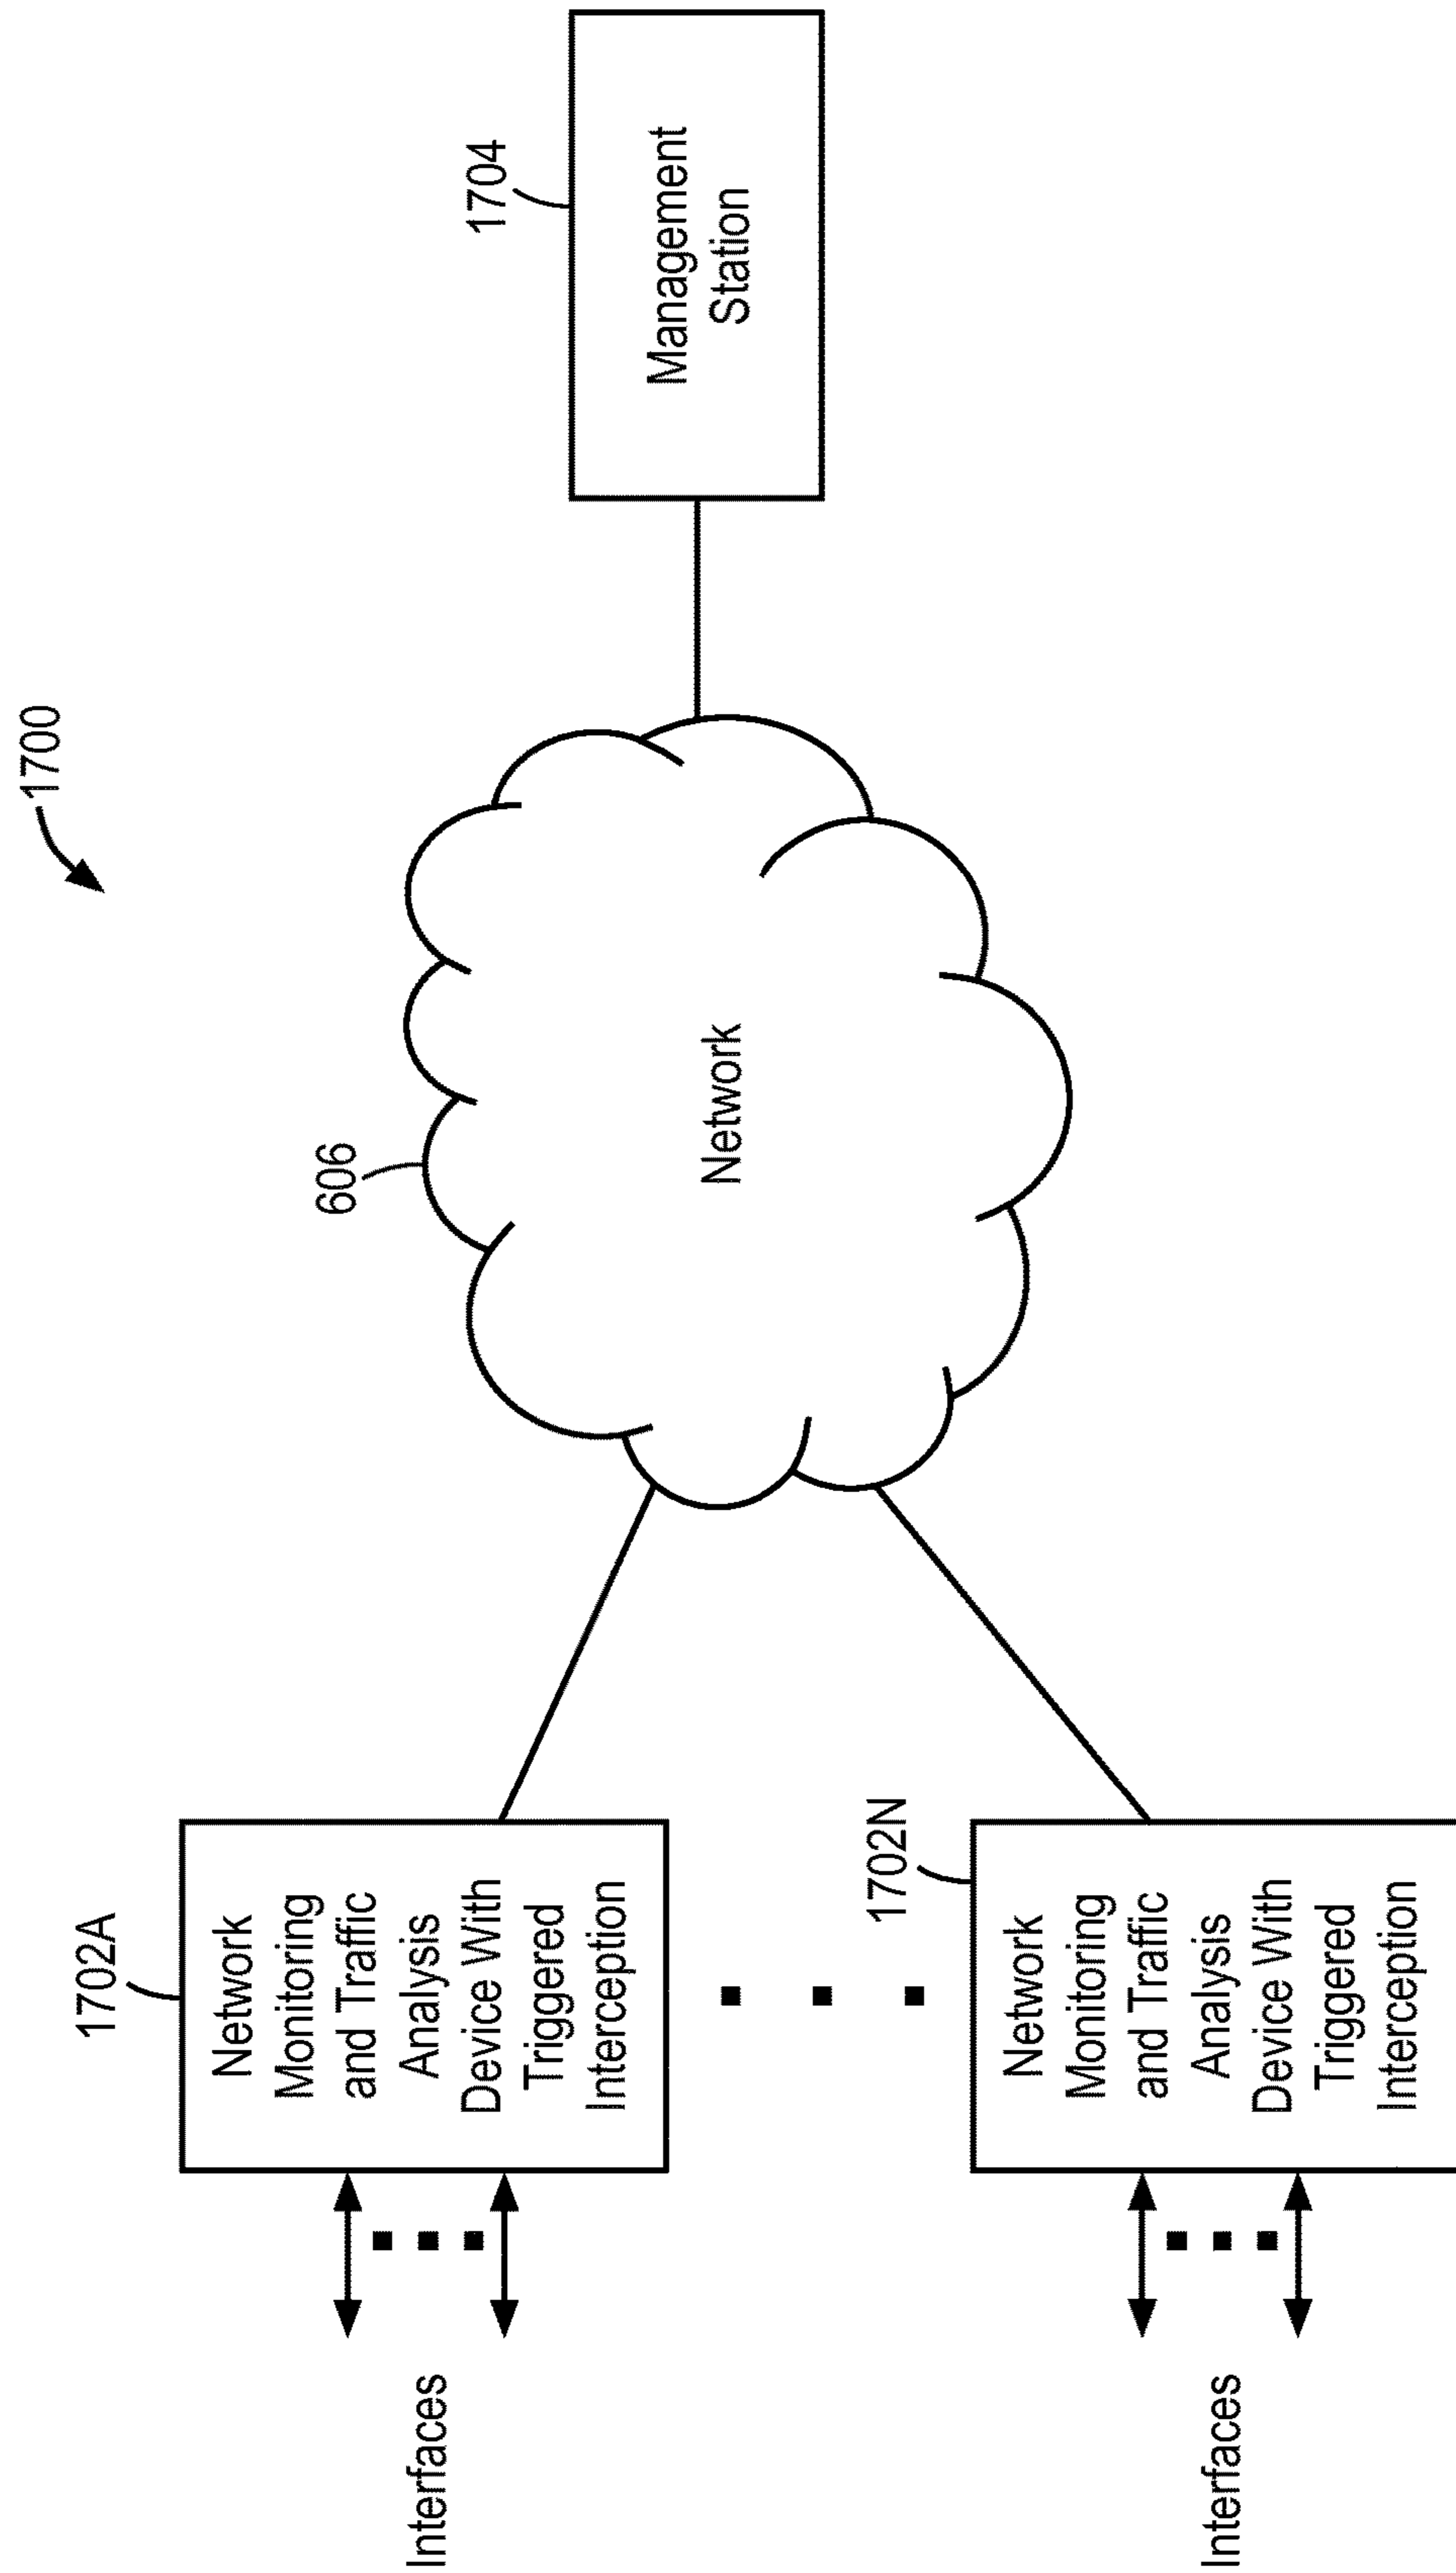 1700
1702A
Network
Monitoring
and Traffic
Analysis
Device With
Triggered
Interception
Interfaces
606
Network
1704
Management
Station
1702N
Network
Monitoring
and Traffic
Analysis
Device With
Triggered
Interception
Interfaces